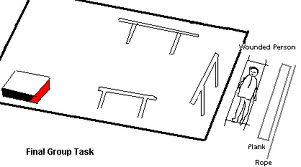 Wounded Person
Plank
Rope
Final Group Task